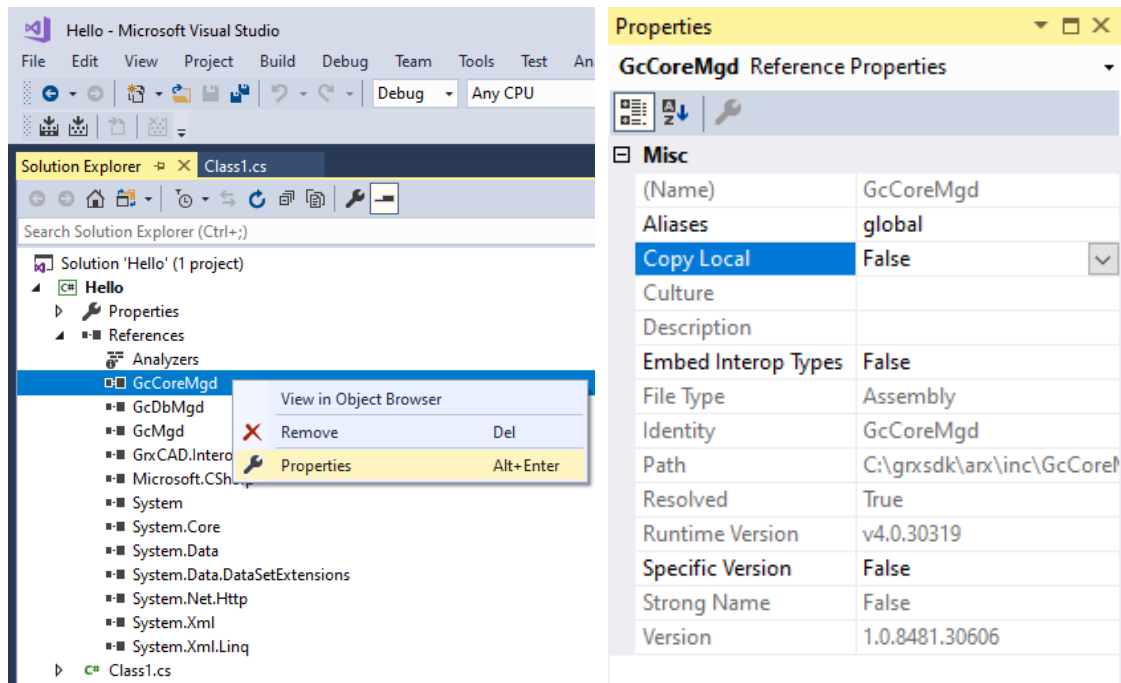 Hello - Microsoft Visual Studio
File Edit View Project Build Debug Team Tools Test
Debug Any CPU
Solution Explorer Class1.cs
Search Solution Explorer (Ctrl+;)
Solution 'Hello' (1 project)
C# Hello
Properties
References
Analyzers
GcCoreMgd
GcDbMgd
GcMgd
GrxCAD.Intero
Microsoft.CSharp
System
System.Core
System.Data
System.Data.DataSetExtensions
System.Net.Http
System.Xml
System.Xml.Linq
C# Class1.cs
View in Object Browser
Remove Del
Properties Alt+Enter
Properties
GcCoreMgd Reference Properties
Misc
(Name) GcCoreMgd
Aliases global
Copy Local False
Culture
Description
Embed Interop Types False
File Type Assembly
Identity GcCoreMgd
Path C:\grxsdk\arx\inc\GcCoreM
Resolved True
Runtime Version v4.0.30319
Specific Version False
Strong Name False
Version 1.0.8481.30606